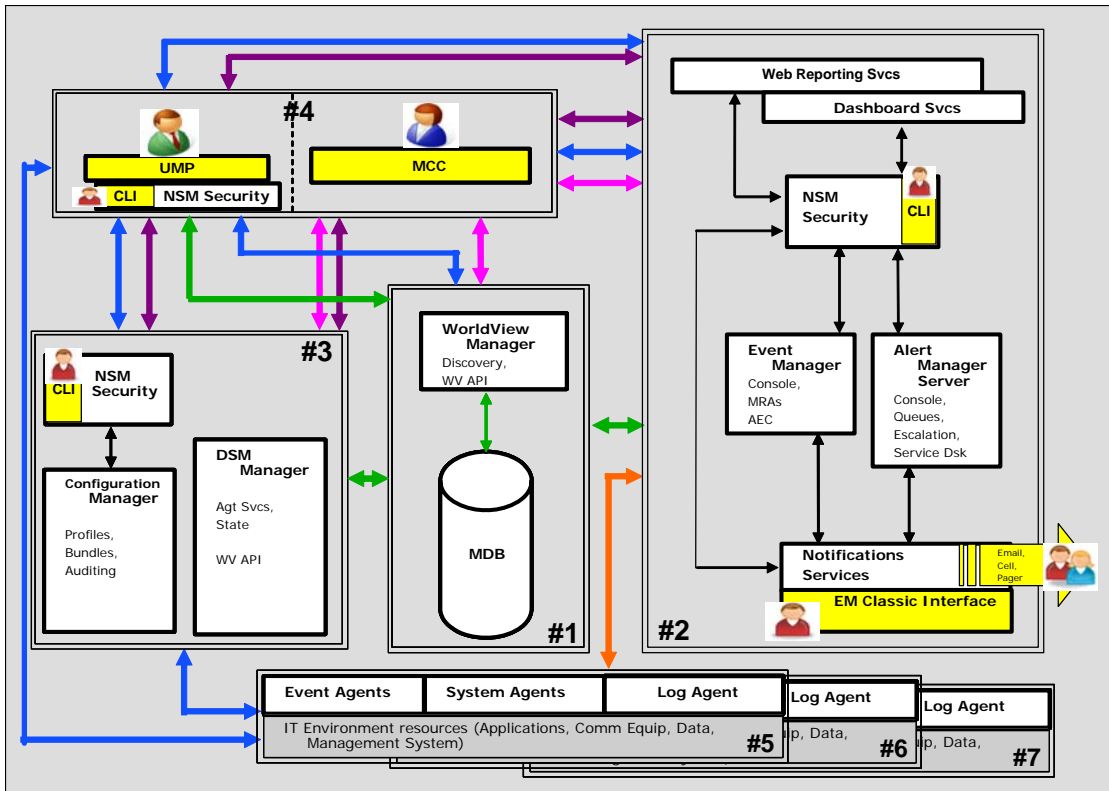 Web Reporting Svcs
Dashboard Svcs
#4
UMP
CLI
NSM Security
MCC
NSM
Security
CLI
#3
CLI
NSM
Security
Configuration
Manager
Profiles,
Bundles,
Auditing
DSM
Manager
Agt Svcs,
State
WV API
WorldView
Manager
Discovery,
WV API
MDB
#1
Event
Manager
Console,
MRAs
AEC
Alert
Manager
Server
Console,
Queues,
Escalation,
Service Dsk
Notifications
Services
Email,
Cell,
Pager
EM Classic Interface
#2
Event Agents
System Agents
Log Agent
IT Environment resources (Applications, Comm Equip, Data,
Management System)
#5
Log Agent
Data,
#6
Log Agent
Data,
#7